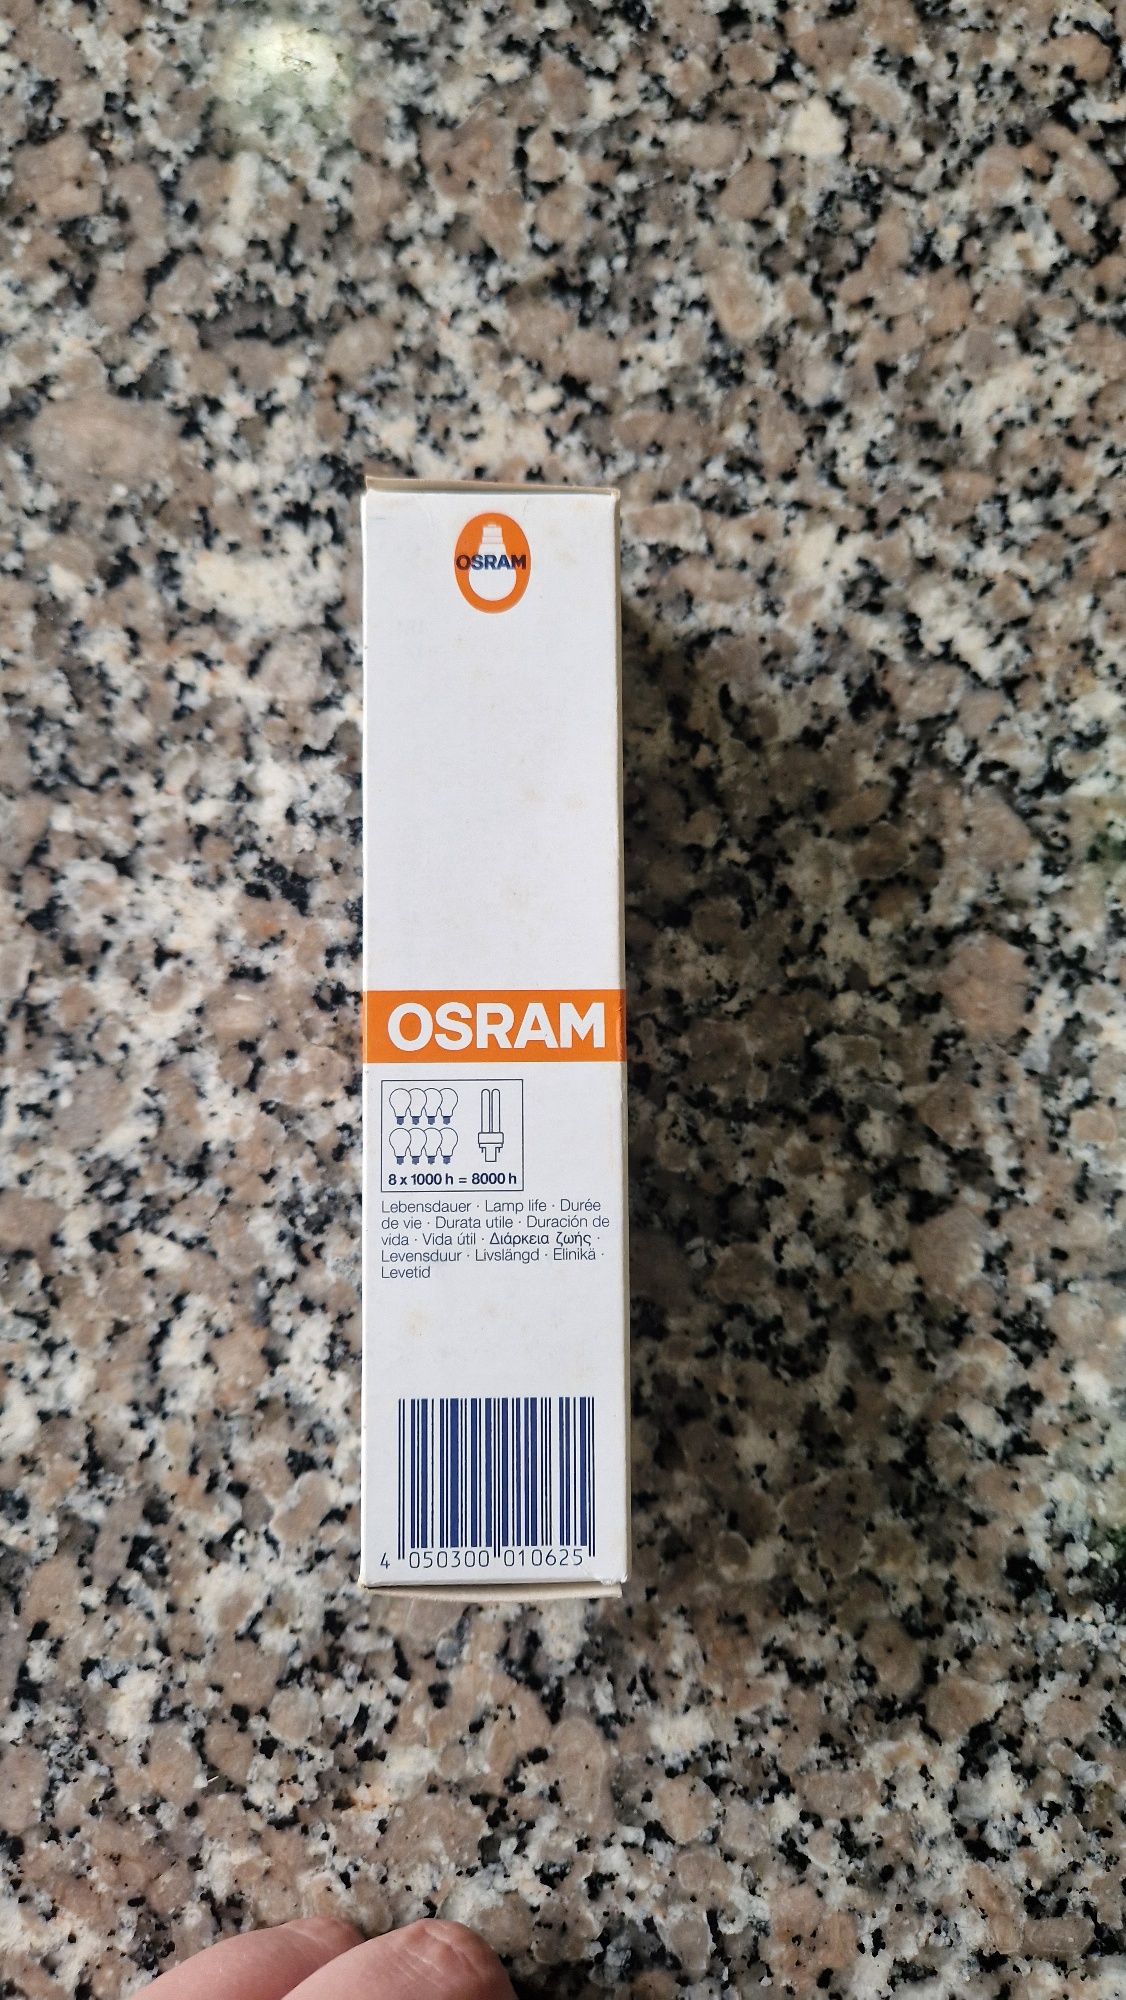 OSRAM
OSRAM
8 x 1000 h = 8000 h
Lebensdauer · Lamp life · Durée
de vie · Durata utile · Duración de
vida · Vida útil · Διάρκεια ζωής ·
Levensduur · Livslängd · Elinikä ·
Levetid
4 050300 010625